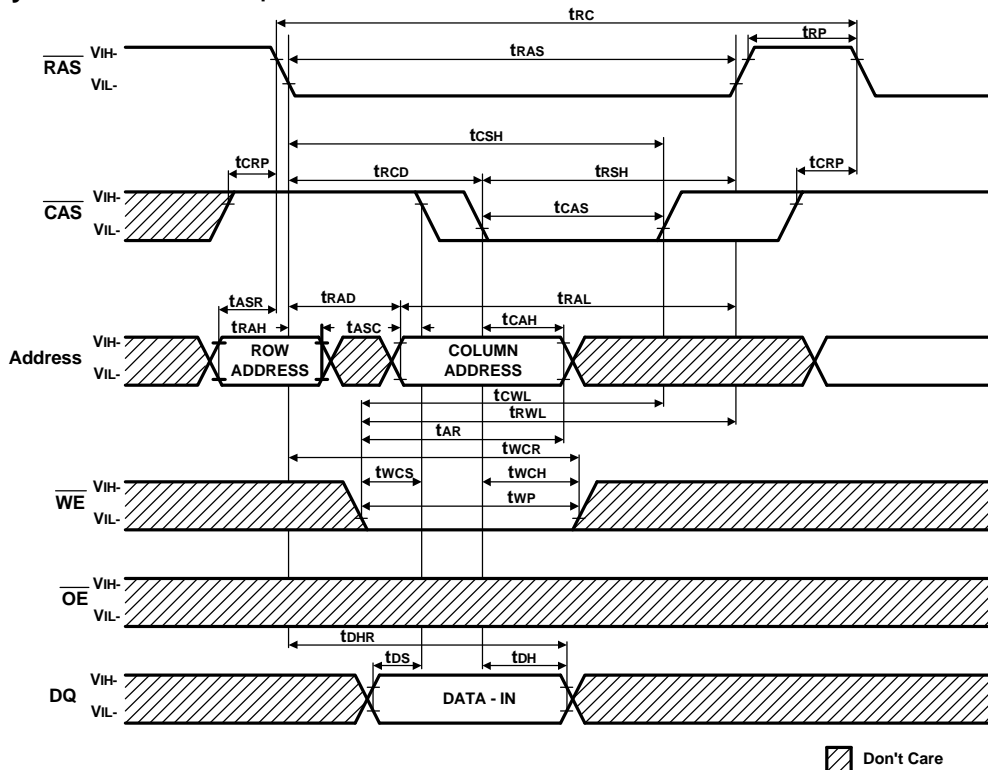 tRC
tRP
VIH-
RAS
VIL-
tRAS
tCSH
tCRP
tRCD
tRSH
tCRP
VIH-
CAS
VIL-
tCAS
tASR
tRAD
tRAL
tRAH
tASC
tCAH
VIH-
Address
VIL-
ROW
ADDRESS
COLUMN
ADDRESS
tCWL
tRWL
tAR
tWCR
VIH-
WE
VIL-
tWCS
tWCH
tWP
VIH-
OE
VIL-
tDHR
tDS
tDH
VIH-
DQ
VIL-
DATA - IN
Don't Care